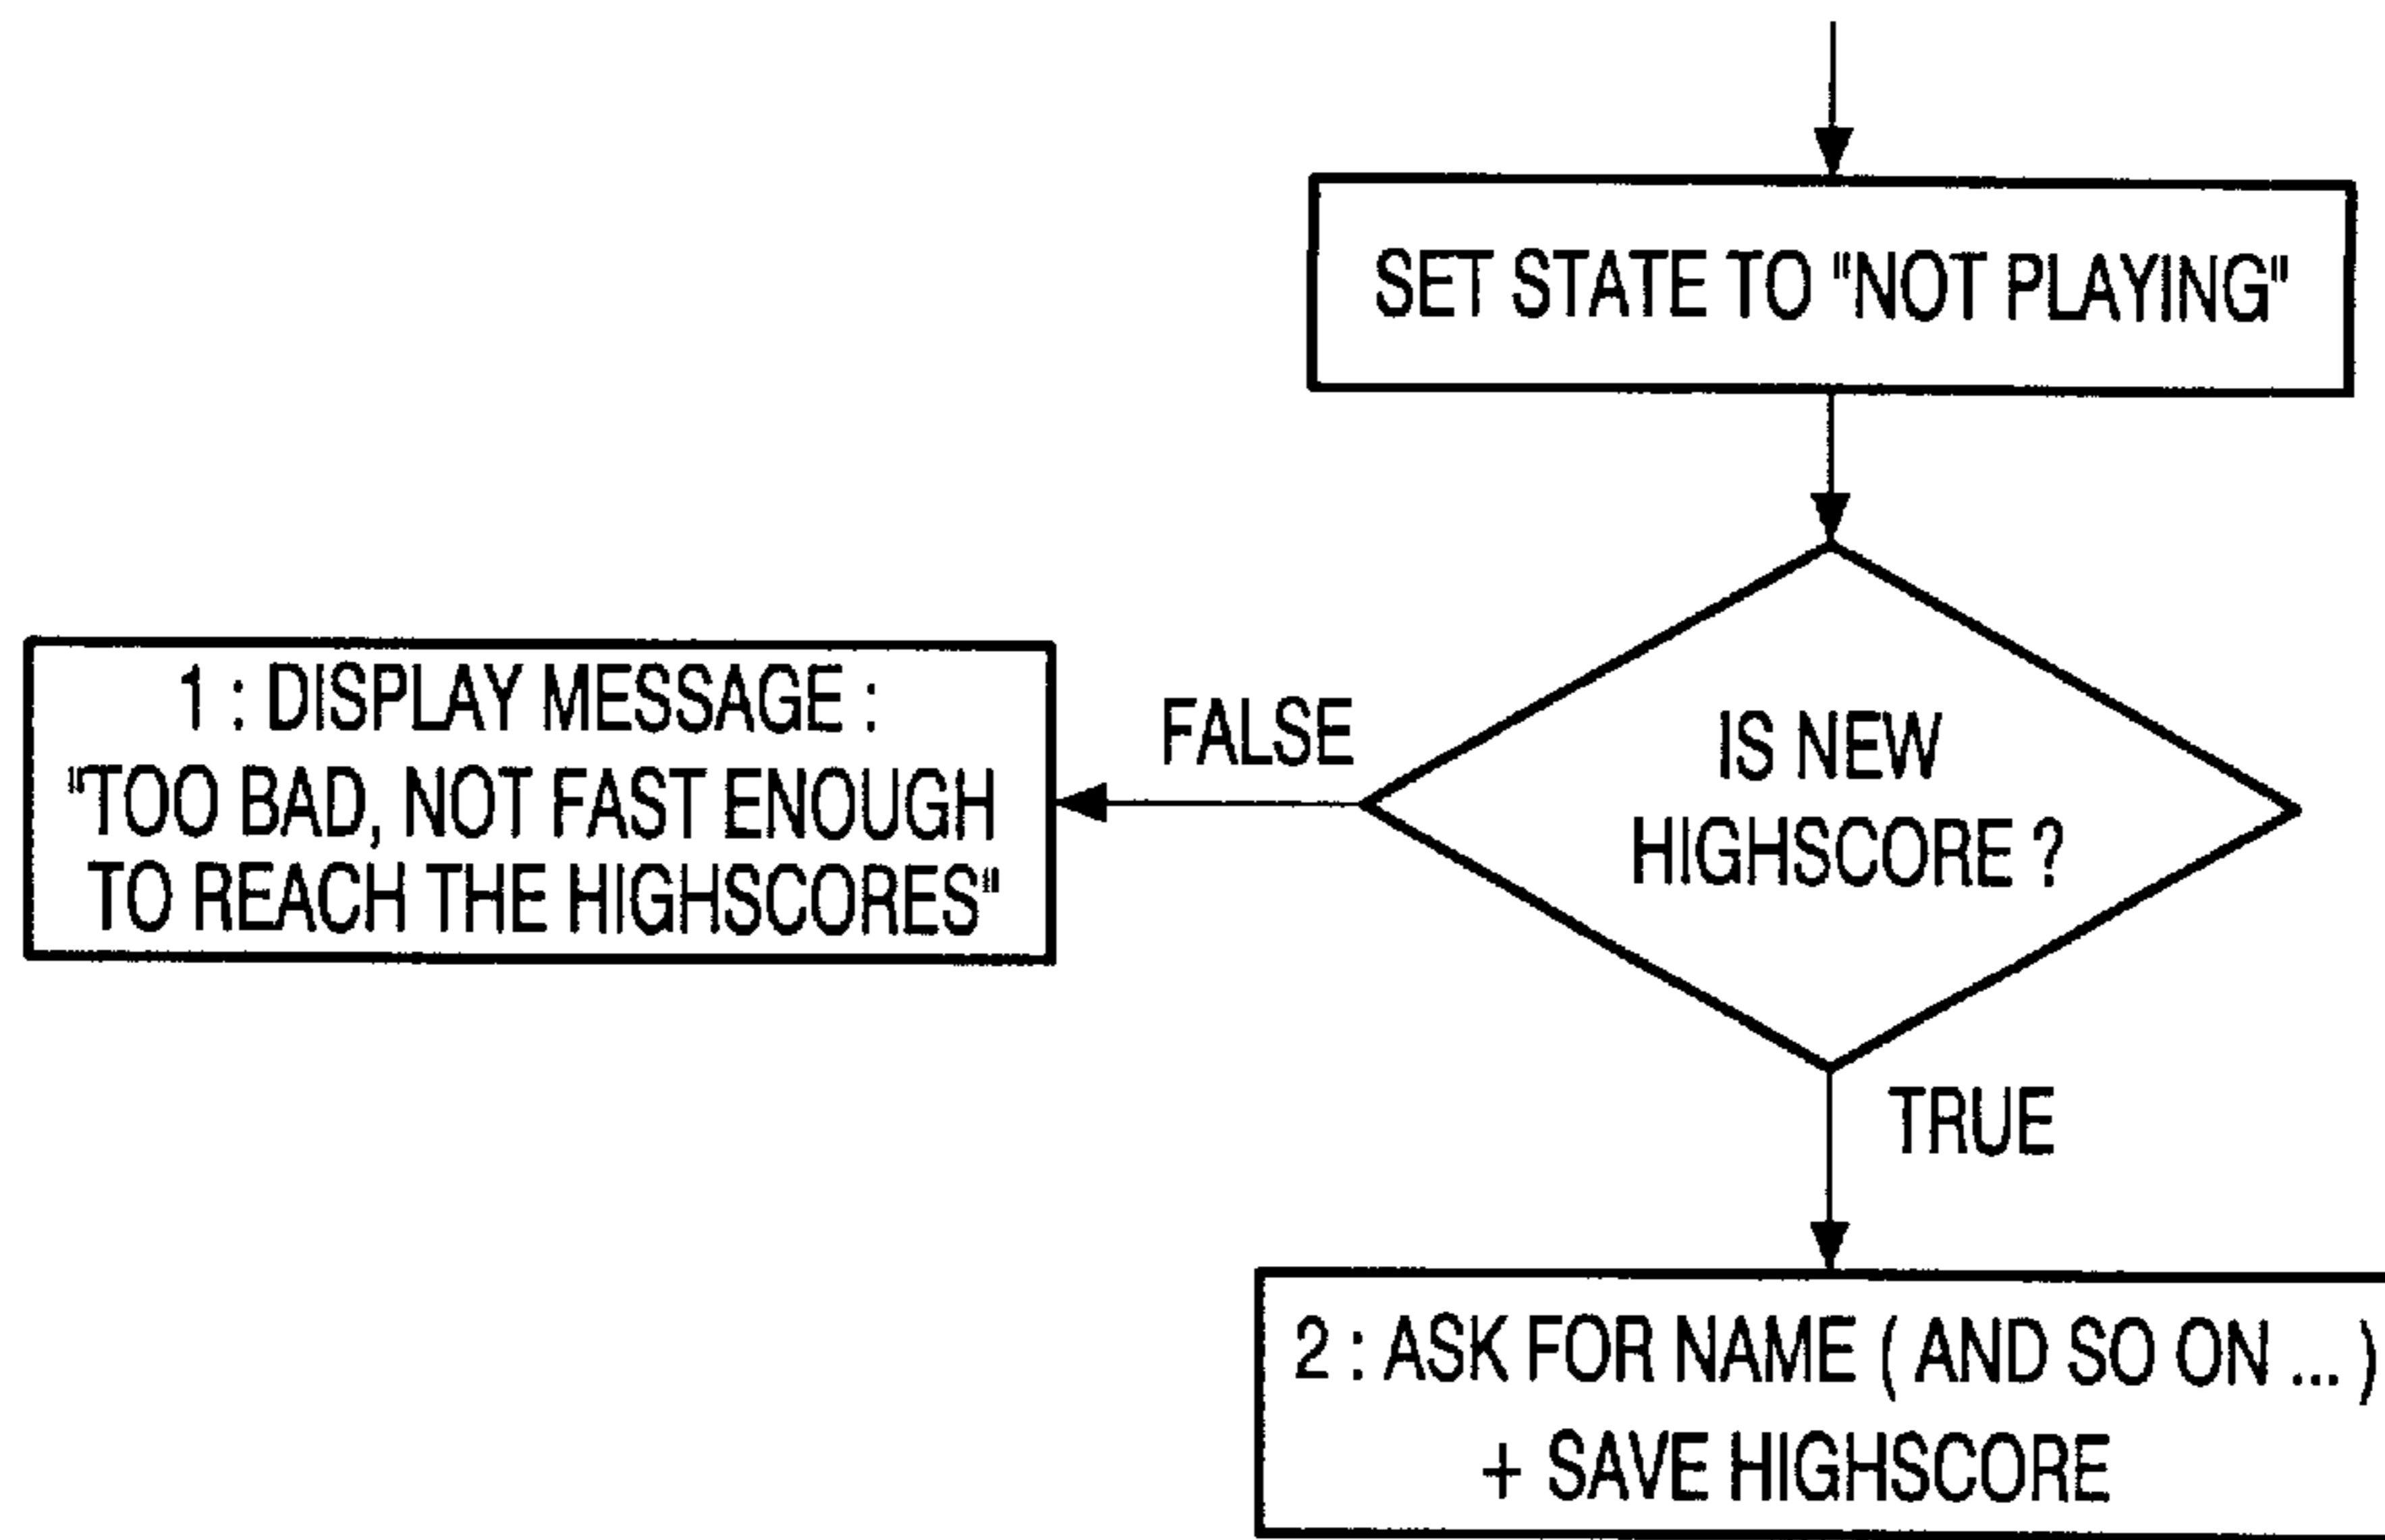 SET STATE TO "NOT PLAYING"
IS NEW
HIGHSCORE ?
FALSE
1 : DISPLAY MESSAGE :
"TOO BAD, NOT FAST ENOUGH
TO REACH THE HIGHSCORES"
TRUE
2 : ASK FOR NAME ( AND SO ON ... )
+ SAVE HIGHSCORE